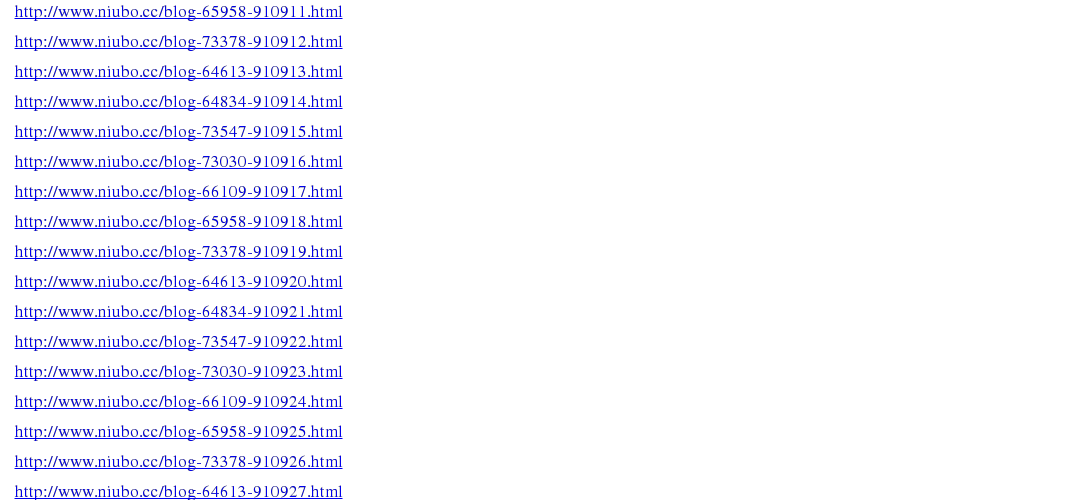 http://www.niubo.cc/blog-65958-910911.html
http://www.niubo.cc/blog-73378-910912.html
http://www.niubo.cc/blog-64613-910913.html
http://www.niubo.cc/blog-64834-910914.html
http://www.niubo.cc/blog-73547-910915.html
http://www.niubo.cc/blog-73030-910916.html
http://www.niubo.cc/blog-66109-910917.html
http://www.niubo.cc/blog-65958-910918.html
http://www.niubo.cc/blog-73378-910919.html
http://www.niubo.cc/blog-64613-910920.html
http://www.niubo.cc/blog-64834-910921.html
http://www.niubo.cc/blog-73547-910922.html
http://www.niubo.cc/blog-73030-910923.html
http://www.niubo.cc/blog-66109-910924.html
http://www.niubo.cc/blog-65958-910925.html
http://www.niubo.cc/blog-73378-910926.html
http://www.niubo.cc/blog-64613-910927.html